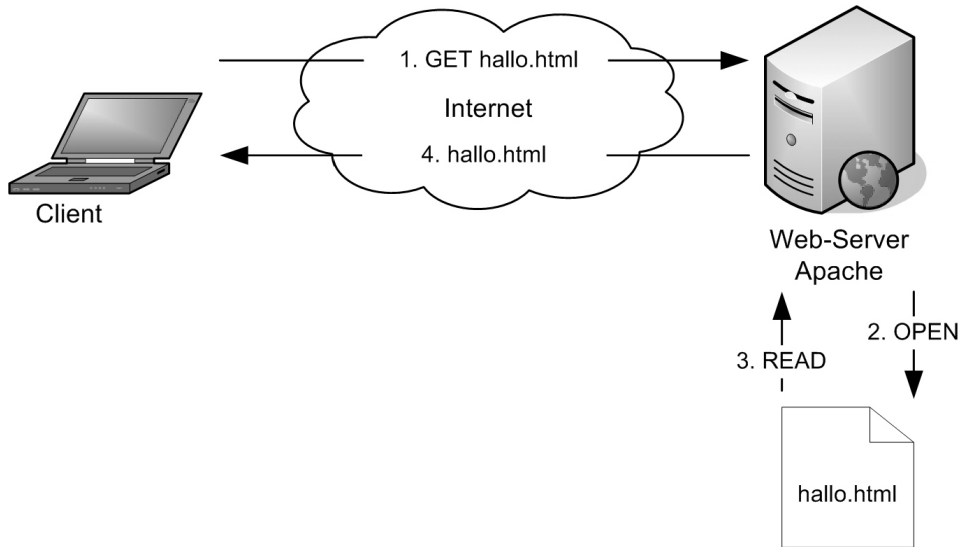 1. GET hallo.html
Internet
4. hallo.html
Client
Web-Server
Apache
2. OPEN
3. READ
hallo.html